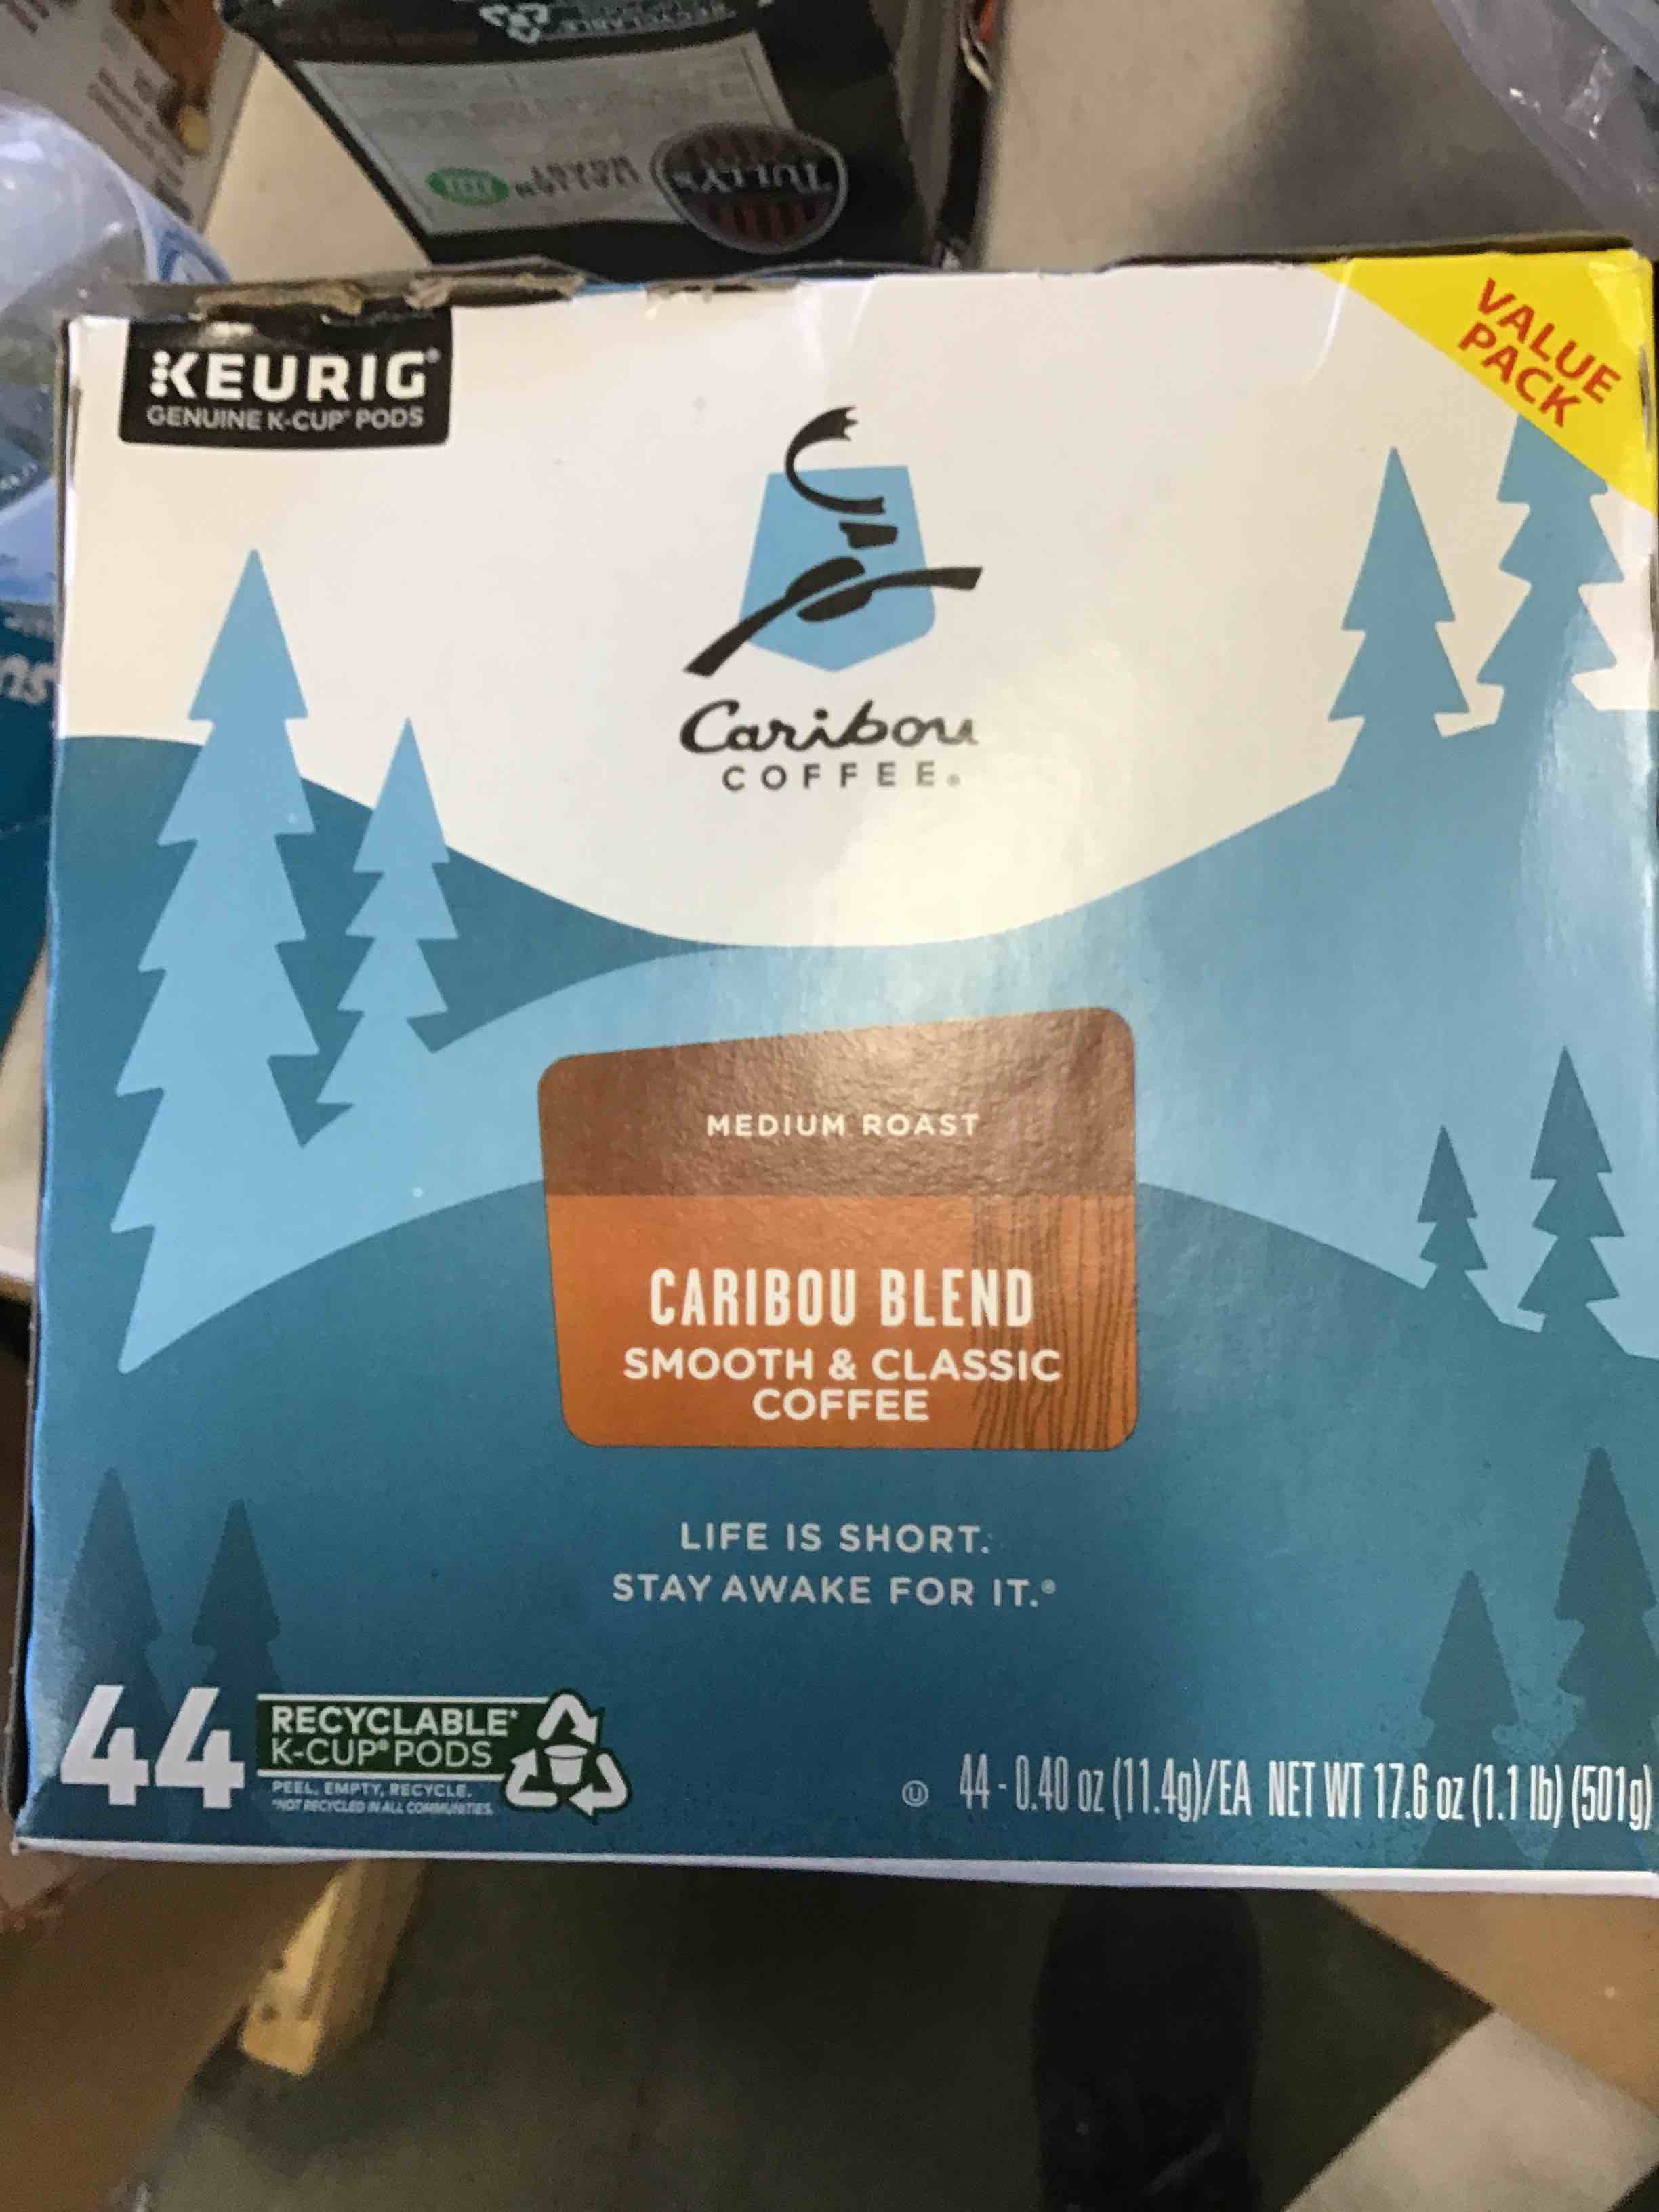 RECYCLABLE
TULLY'S
KEURIG®
GENUINE K-CUP® PODS
VALUE
PACK
Caribou
COFFEE®
MEDIUM ROAST
CARIBOU BLEND
SMOOTH & CLASSIC
COFFEE
LIFE IS SHORT.
STAY AWAKE FOR IT.®
44
RECYCLABLE*
K-CUP® PODS
PEEL, EMPTY, RECYCLE.
*NOT RECYCLED IN ALL COMMUNITIES.
U 44 - 0.40 oz (11.4g)/EA NET WT 17.6 oz (1.1 lb) (501g)